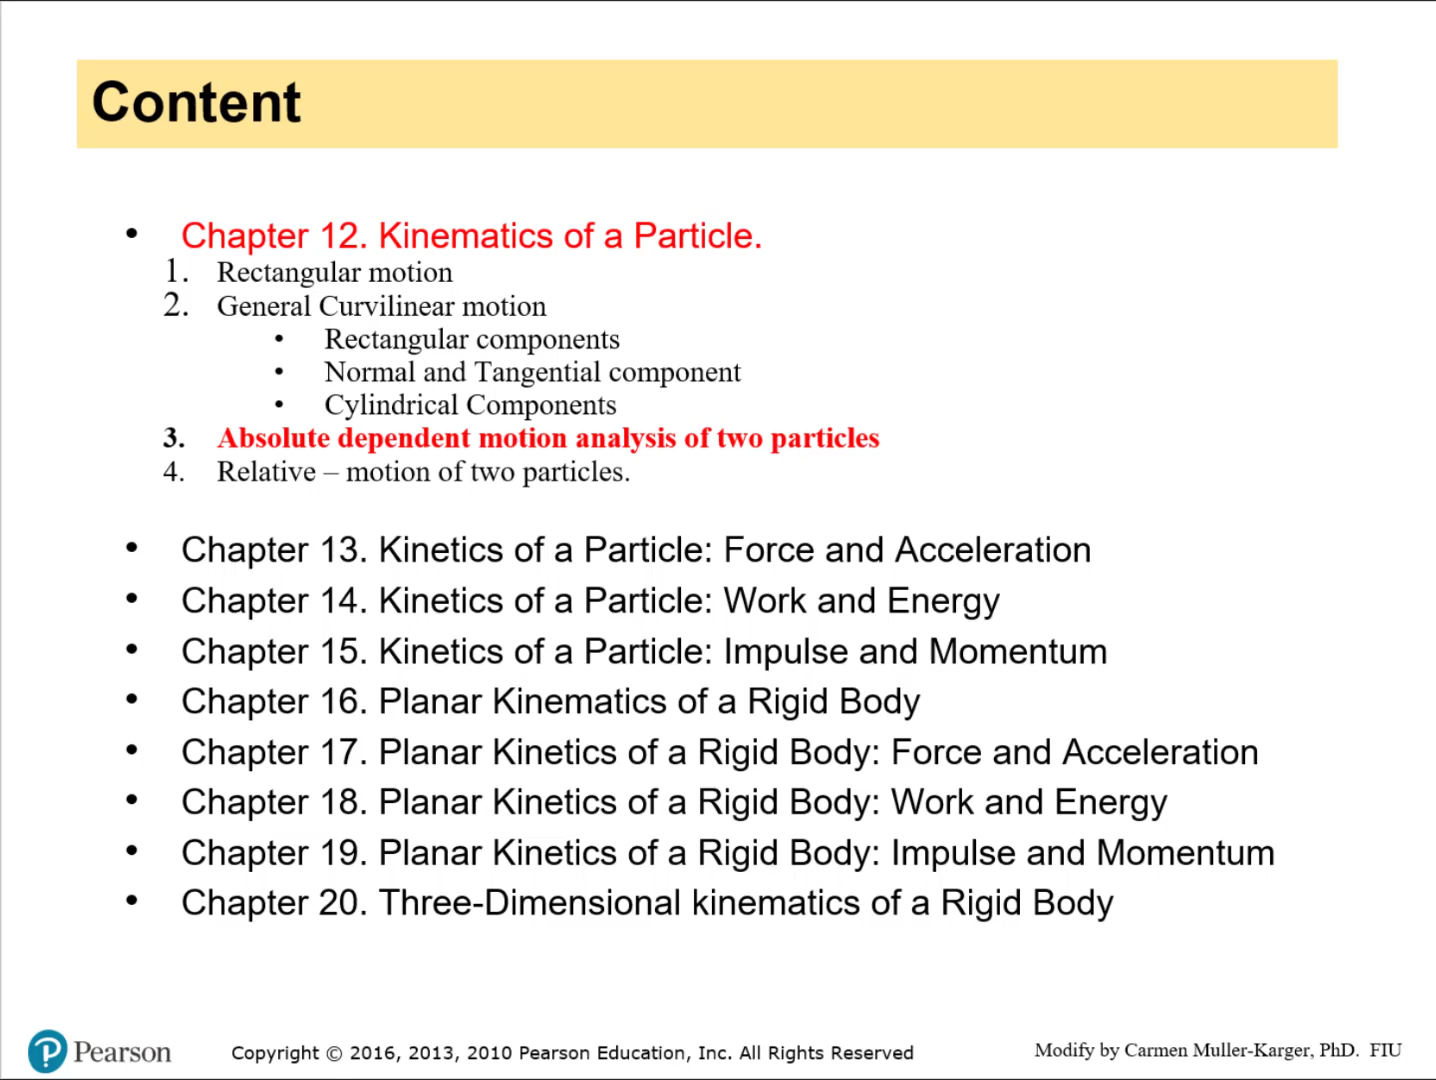 Content
• Chapter 12. Kinematics of a Particle.
1. Rectangular motion
2. General Curvilinear motion
• Rectangular components
• Normal and Tangential component
• Cylindrical Components
3. Absolute dependent motion analysis of two particles
4. Relative – motion of two particles.
• Chapter 13. Kinetics of a Particle: Force and Acceleration
• Chapter 14. Kinetics of a Particle: Work and Energy
• Chapter 15. Kinetics of a Particle: Impulse and Momentum
• Chapter 16. Planar Kinematics of a Rigid Body
• Chapter 17. Planar Kinetics of a Rigid Body: Force and Acceleration
• Chapter 18. Planar Kinetics of a Rigid Body: Work and Energy
• Chapter 19. Planar Kinetics of a Rigid Body: Impulse and Momentum
• Chapter 20. Three-Dimensional kinematics of a Rigid Body
P Pearson
Copyright © 2016, 2013, 2010 Pearson Education, Inc. All Rights Reserved
Modify by Carmen Muller-Karger, PhD. FIU